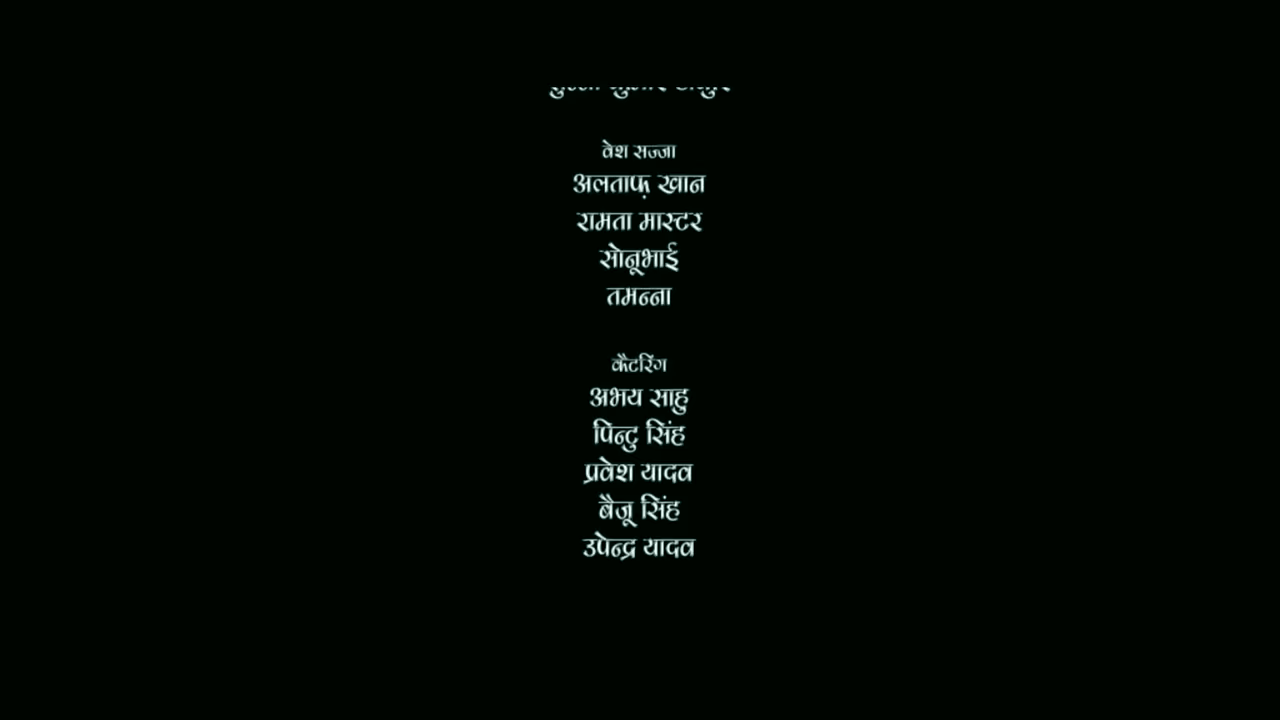 वेश सज्जा
अलताफ़ खान
रामता मास्टर
सोनूभाई
तमन्ना
कैटरिंग
अभय साहु
पिन्टु सिंह
प्रवेश यादव
बैजू सिंह
उपेन्द्र यादव